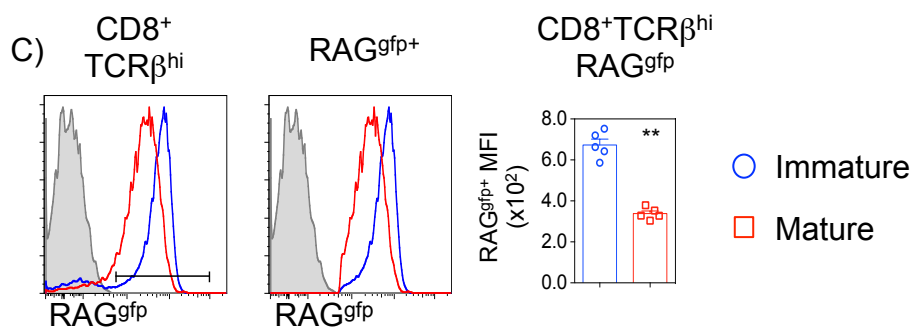 C)
CD8⁺
TCRβʰⁱ
RAGᵍᶠᵖ⁺
CD8⁺TCRβʰⁱ
RAGᵍᶠᵖ
RAGᵍᶠᵖ
RAGᵍᶠᵖ
RAGᵍᶠᵖ⁺ MFI
(x10²)
8.0
6.0
4.0
2.0
0.0
**
Immature
Mature